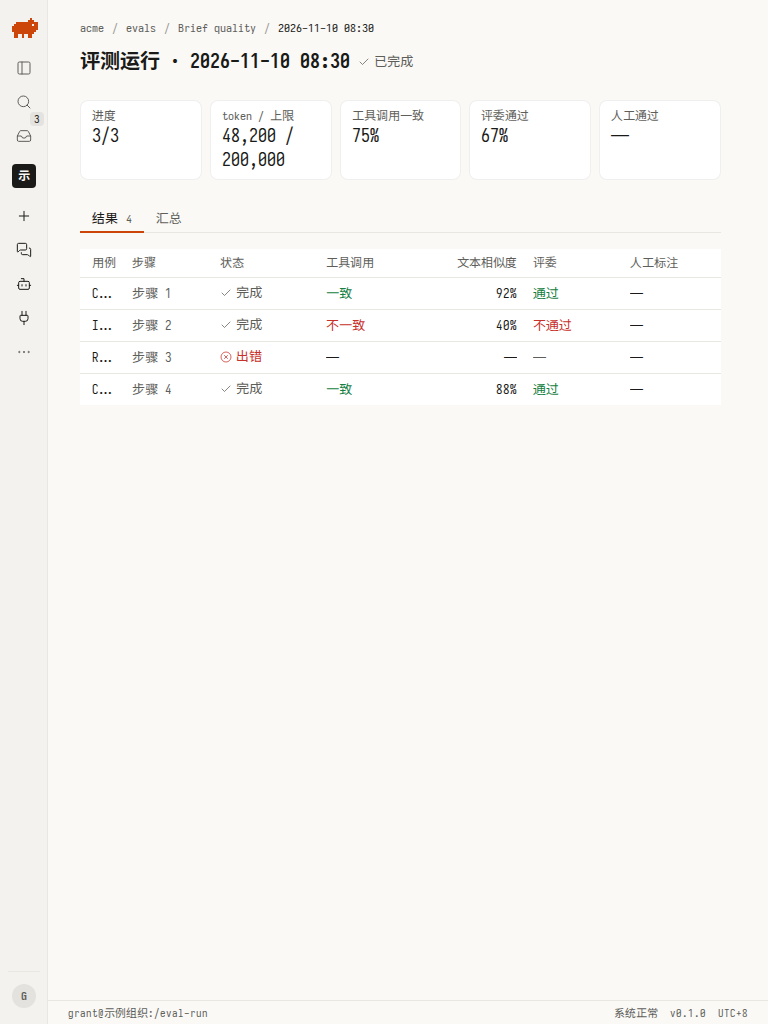 acme / evals / Brief quality / 2026-11-10 08:30
评测运行 · 2026-11-10 08:30 已完成
3
示
进度
3/3
token / 上限
48,200 /
200,000
工具调用一致
75%
评委通过
67%
人工通过
—
结果 4 汇总
用例 步骤 状态 工具调用 文本相似度 评委 人工标注
C... 步骤 1 完成 一致 92% 通过 —
I... 步骤 2 完成 不一致 40% 不通过 —
R... 步骤 3 出错 — — — —
C... 步骤 4 完成 一致 88% 通过 —
G
grant@示例组织:/eval-run 系统正常 v0.1.0 UTC+8